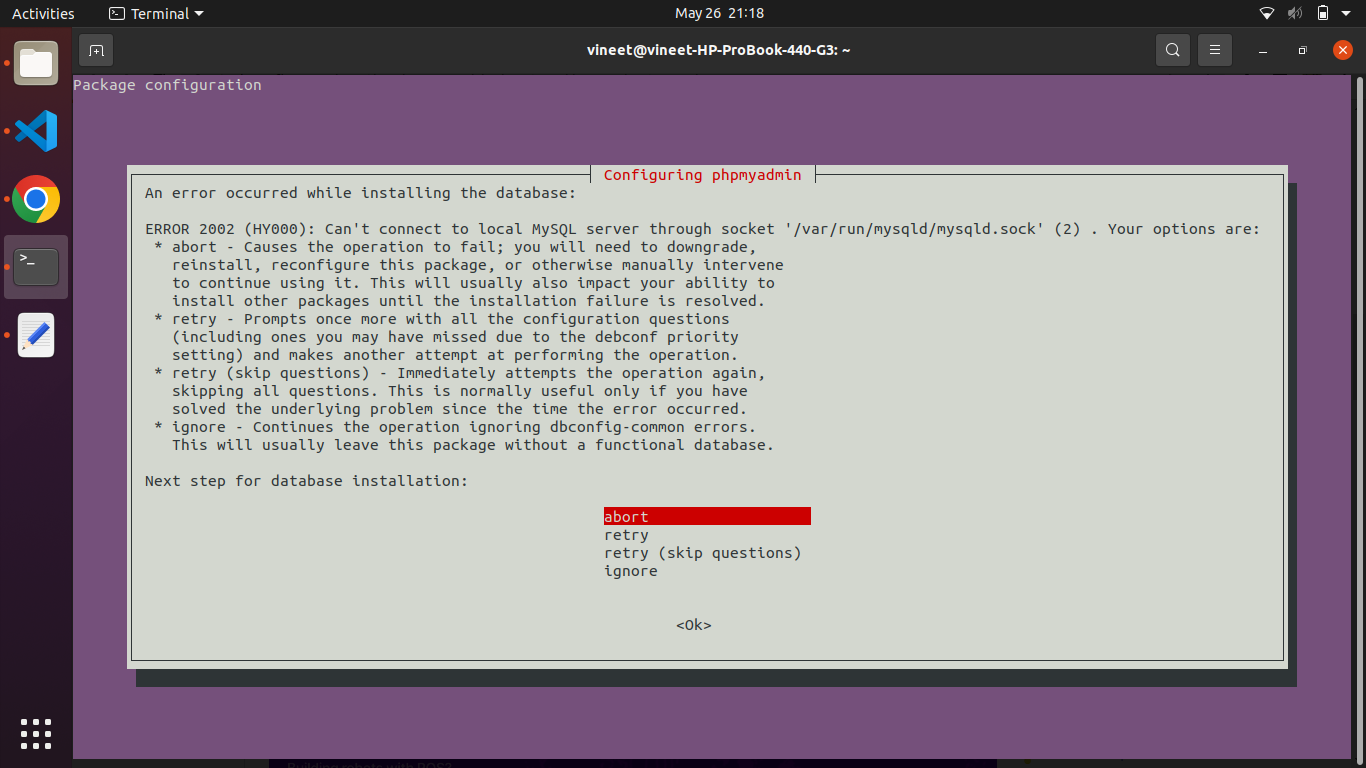 Activities
Terminal
May 26 21:18
vineet@vineet-HP-ProBook-440-G3: ~
Package configuration
Configuring phpmyadmin
An error occurred while installing the database:
ERROR 2002 (HY000): Can't connect to local MySQL server through socket '/var/run/mysqld/mysqld.sock' (2) . Your options are:
* abort - Causes the operation to fail; you will need to downgrade,
reinstall, reconfigure this package, or otherwise manually intervene
to continue using it. This will usually also impact your ability to
install other packages until the installation failure is resolved.
* retry - Prompts once more with all the configuration questions
(including ones you may have missed due to the debconf priority
setting) and makes another attempt at performing the operation.
* retry (skip questions) - Immediately attempts the operation again,
skipping all questions. This is normally useful only if you have
solved the underlying problem since the time the error occurred.
* ignore - Continues the operation ignoring dbconfig-common errors.
This will usually leave this package without a functional database.
Next step for database installation:
abort
retry
retry (skip questions)
ignore
<Ok>